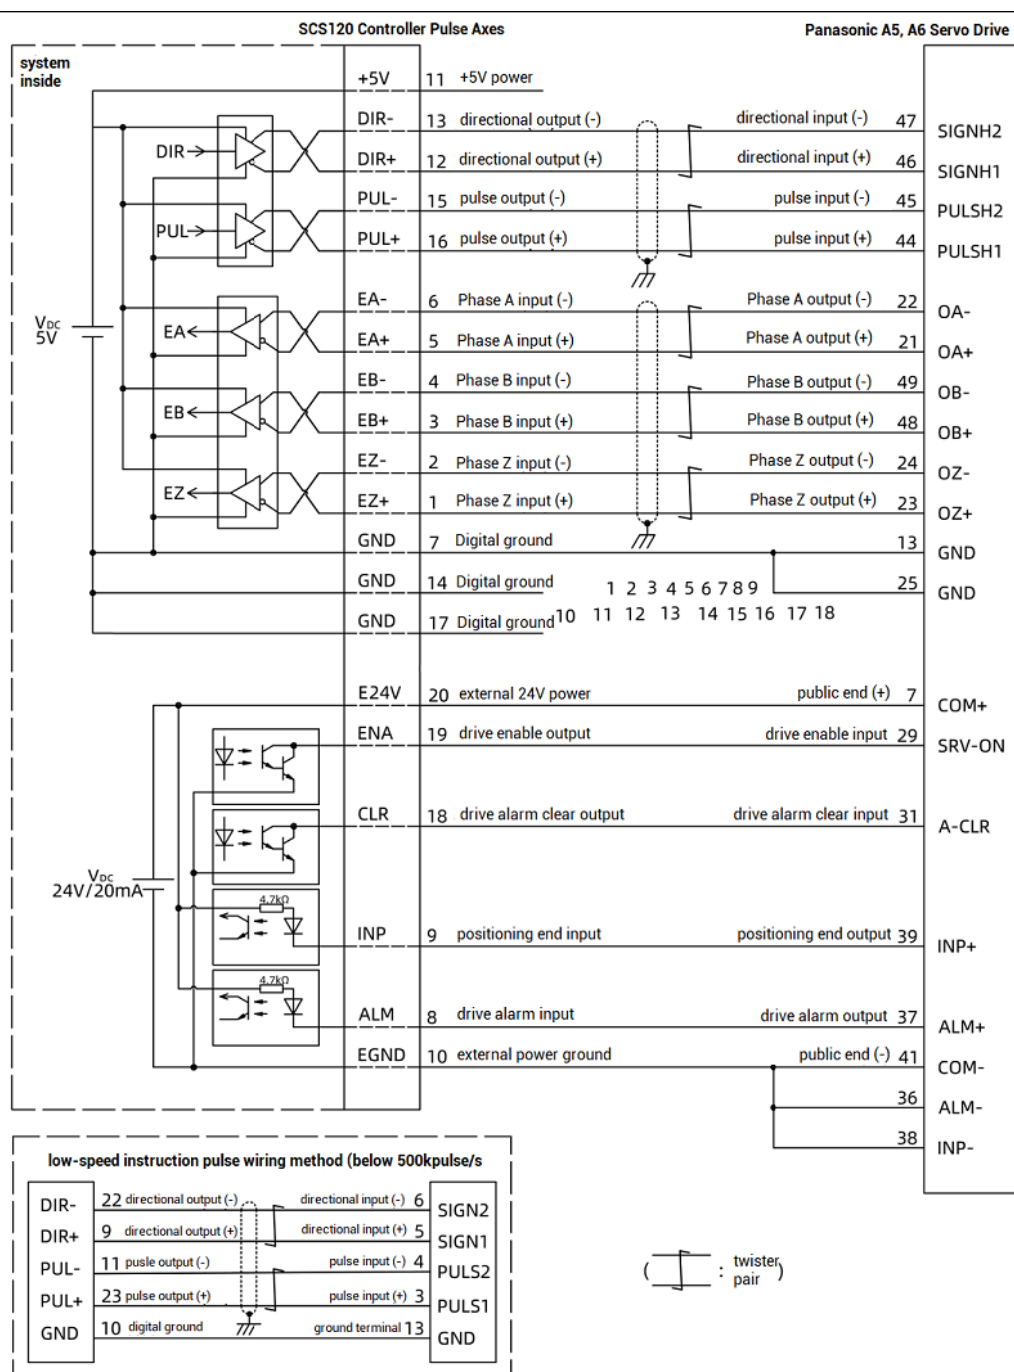 SCS120 Controller Pulse Axes
Panasonic A5, A6 Servo Drive
system
inside
+5V 11 +5V power
DIR- 13 directional output (-) directional input (-) 47 SIGNH2
DIR
DIR+ 12 directional output (+) directional input (+) 46 SIGNH1
PUL- 15 pulse output (-) pulse input (-) 45 PULSH2
PUL
PUL+ 16 pulse output (+) pulse input (+) 44 PULSH1
EA- 6 Phase A input (-) Phase A output (-) 22 OA-
VDC
5V
EA
EA+ 5 Phase A input (+) Phase A output (+) 21 OA+
EB- 4 Phase B input (-) Phase B output (-) 49 OB-
EB
EB+ 3 Phase B input (+) Phase B output (+) 48 OB+
EZ- 2 Phase Z input (-) Phase Z output (-) 24 OZ-
EZ
EZ+ 1 Phase Z input (+) Phase Z output (+) 23 OZ+
GND 7 Digital ground 13 GND
GND 14 Digital ground 1 2 3 4 5 6 7 8 9 25 GND
GND 17 Digital ground 10 11 12 13 14 15 16 17 18
E24V 20 external 24V power public end (+) 7 COM+
ENA 19 drive enable output drive enable input 29 SRV-ON
CLR 18 drive alarm clear output drive alarm clear input 31 A-CLR
VDC
24V/20mA
4.7kΩ
INP 9 positioning end input positioning end output 39 INP+
4.7kΩ
ALM 8 drive alarm input drive alarm output 37 ALM+
EGND 10 external power ground public end (-) 41 COM-
36 ALM-
38 INP-
low-speed instruction pulse wiring method (below 500kpulse/s
DIR- 22 directional output (-) directional input (-) 6 SIGN2
DIR+ 9 directional output (+) directional input (+) 5 SIGN1
PUL- 11 pusle output (-) pulse input (-) 4 PULS2
PUL+ 23 pulse output (+) pulse input (+) 3 PULS1
GND 10 digital ground ground terminal 13 GND
( : twister
pair )